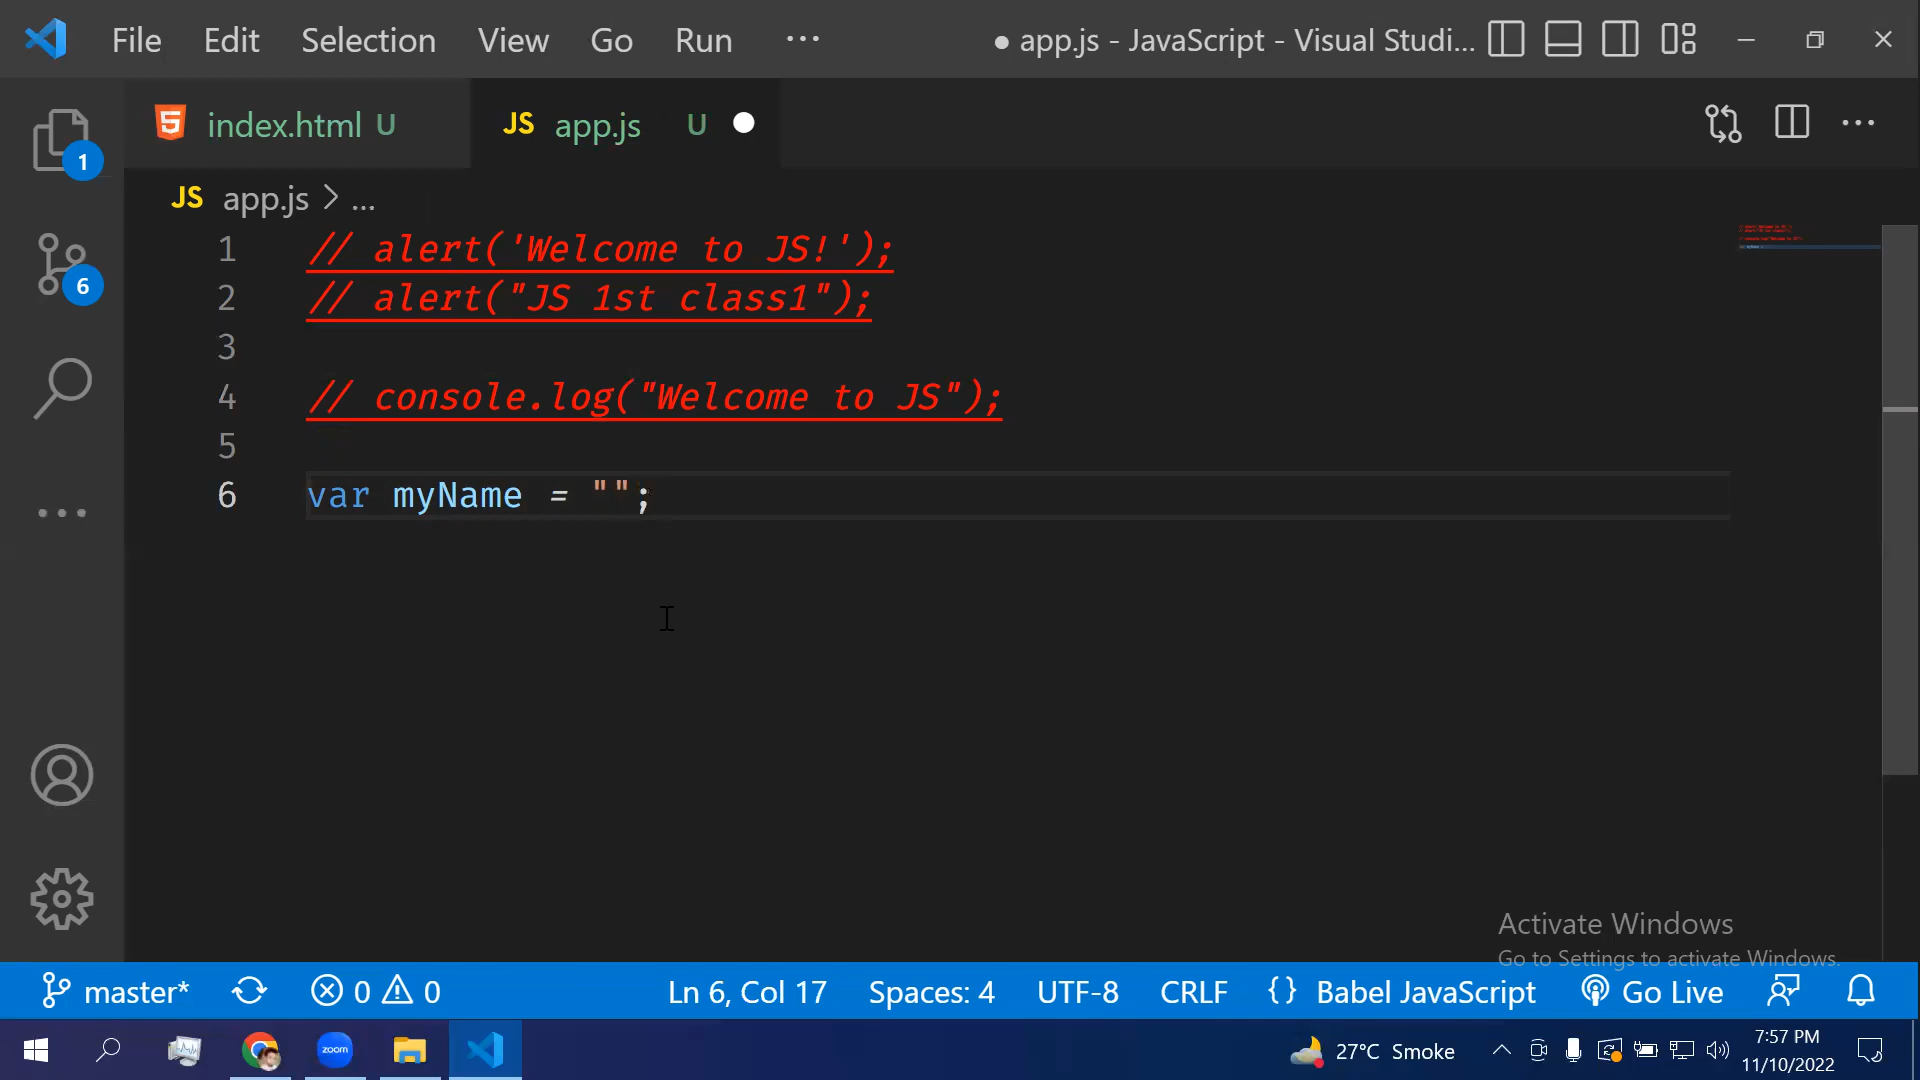 File Edit Selection View Go Run ... ● app.js - JavaScript - Visual Studi...
index.html U JS app.js U ●
JS app.js > ...
1 // alert('Welcome to JS!');
2 // alert("JS 1st class1");
3
4 // console.log("Welcome to JS");
5
6 var myName = "";
1
6
Activate Windows
Go to Settings to activate Windows.
master* 0 0 Ln 6, Col 17 Spaces: 4 UTF-8 CRLF {} Babel JavaScript Go Live
zoom 27°C Smoke 7:57 PM
11/10/2022